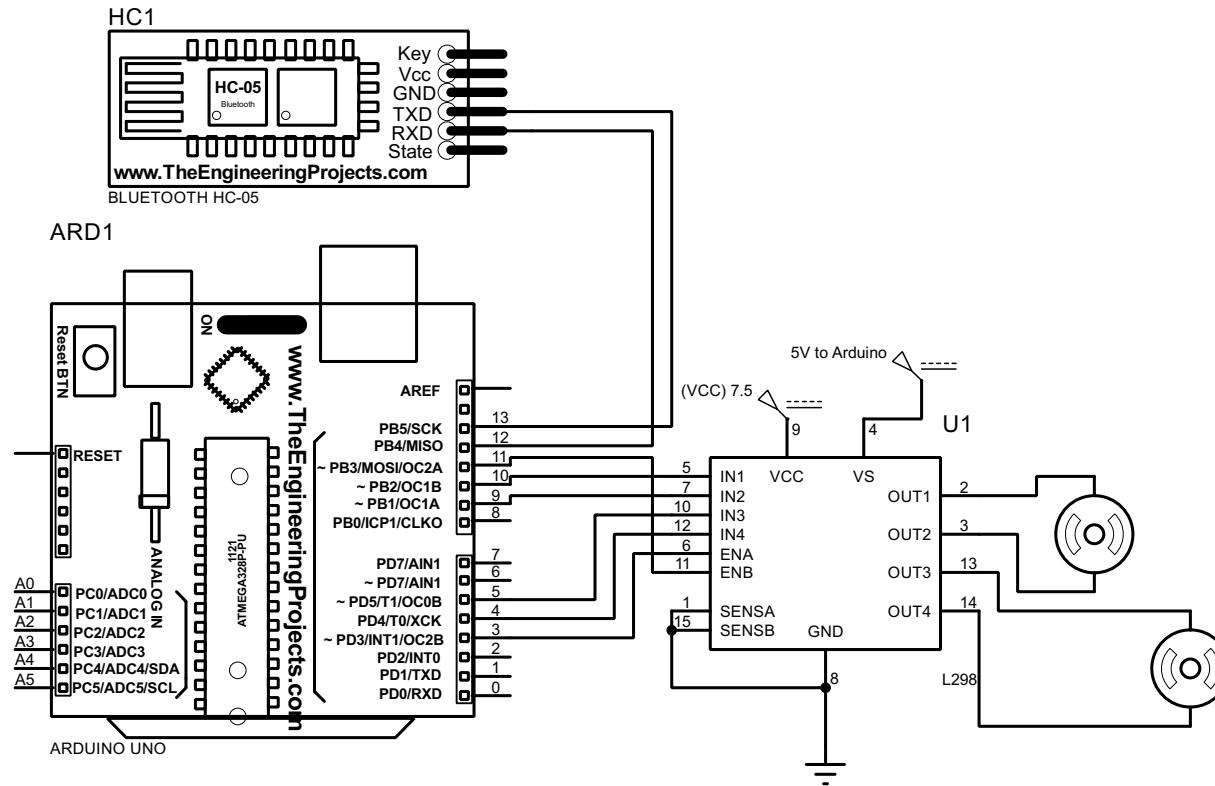 HC1
Key
Vcc
GND
TXD
RXD
State
HC-05
Bluetooth
www.TheEngineeringProjects.com
BLUETOOTH HC-05
ARD1
Reset BTN
ON
www.TheEngineeringProjects.com
RESET
ANALOG IN
1121
ATMEGA328P-PU
AREF
PB5/SCK 13
PB4/MISO 12
~ PB3/MOSI/OC2A 11
~ PB2/OC1B 10
~ PB1/OC1A 9
PB0/ICP1/CLKO 8
PD7/AIN1 7
~ PD7/AIN1 6
~ PD5/T1/OC0B 5
PD4/T0/XCK 4
~ PD3/INT1/OC2B 3
PD2/INT0 2
PD1/TXD 1
PD0/RXD 0
A0 PC0/ADC0
A1 PC1/ADC1
A2 PC2/ADC2
A3 PC3/ADC3
A4 PC4/ADC4/SDA
A5 PC5/ADC5/SCL
ARDUINO UNO
5V to Arduino
(VCC) 7.5
9
4
U1
VCC
VS
5 IN1
7 IN2
10 IN3
12 IN4
6 ENA
11 ENB
1 SENSA
15 SENSB
GND
8
OUT1 2
OUT2 3
OUT3 13
OUT4 14
L298